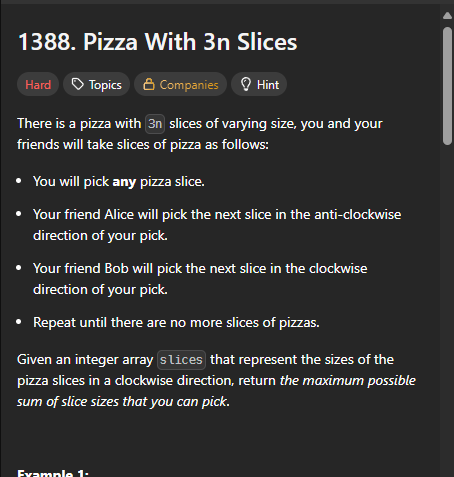 1388. Pizza With 3n Slices
Hard Topics Companies Hint
There is a pizza with 3n slices of varying size, you and your
friends will take slices of pizza as follows:
• You will pick any pizza slice.
• Your friend Alice will pick the next slice in the anti-clockwise
direction of your pick.
• Your friend Bob will pick the next slice in the clockwise
direction of your pick.
• Repeat until there are no more slices of pizzas.
Given an integer array slices that represent the sizes of the
pizza slices in a clockwise direction, return the maximum possible
sum of slice sizes that you can pick.
Example 1: